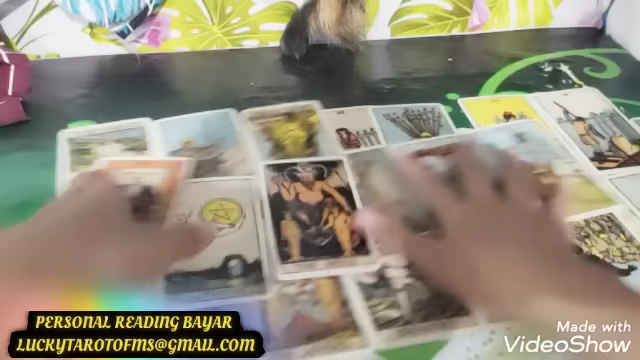 PERSONAL READING BAYAR
LUCKYTAROTOFMS@GMAIL.COM
Made with
VideoShow